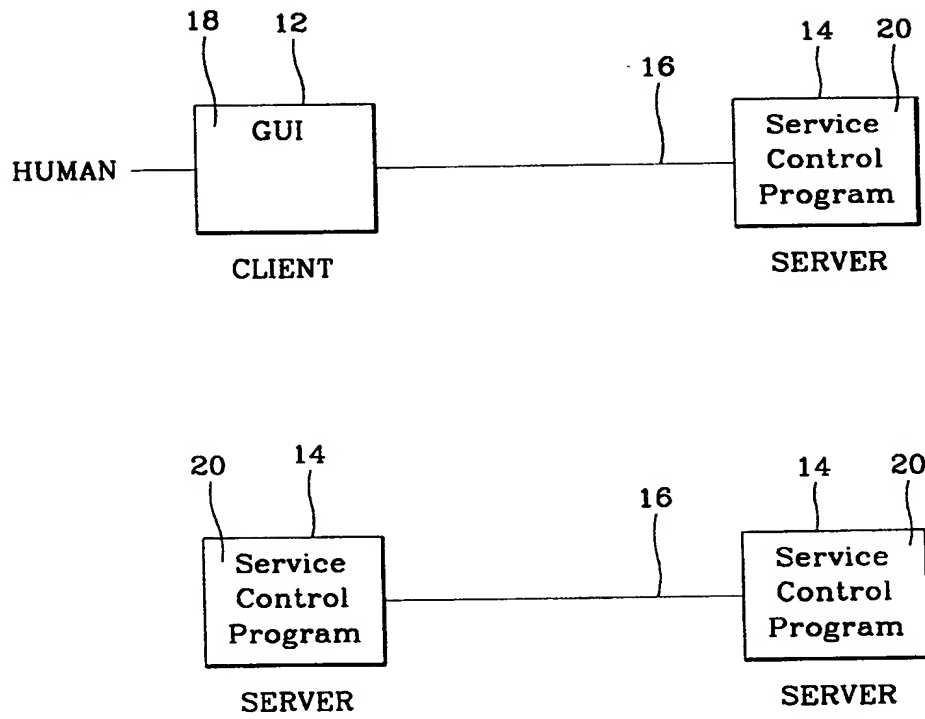 18 12 14 20
16
GUI
Service
Control
Program
HUMAN
CLIENT
SERVER
20 14 14 20
16
Service
Control
Program
Service
Control
Program
SERVER
SERVER